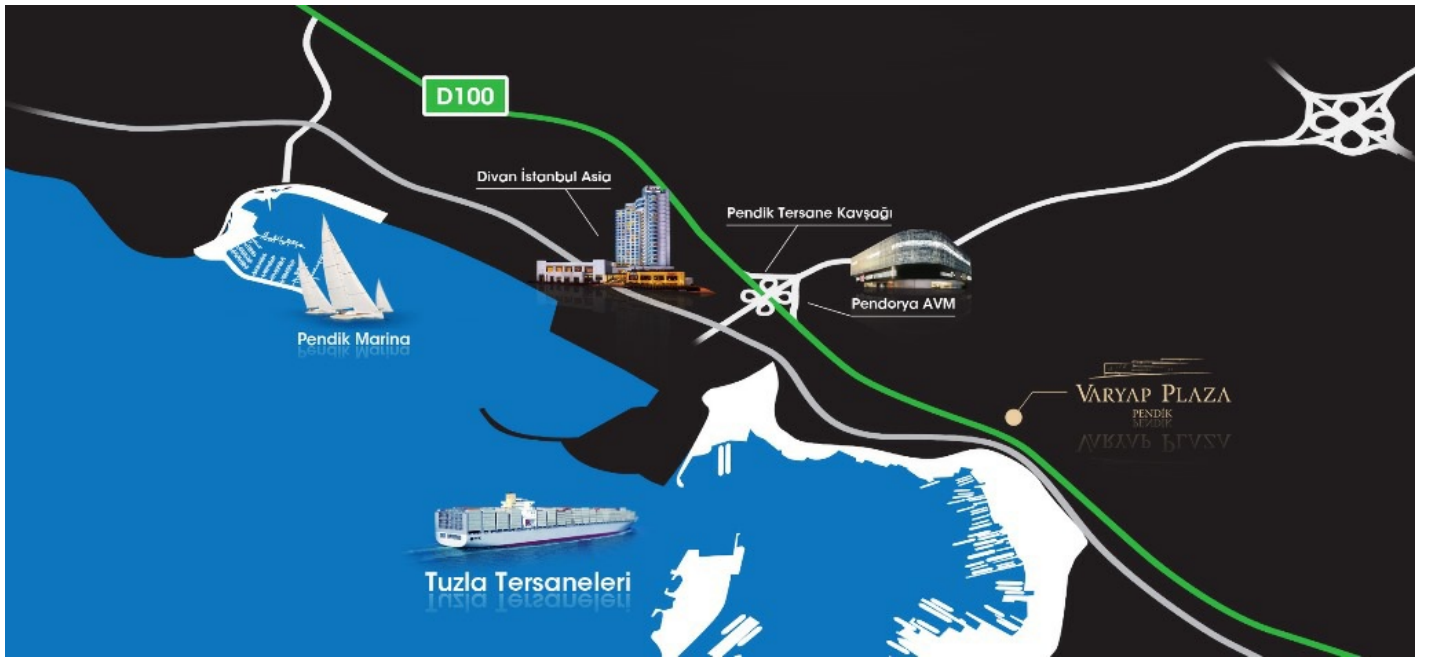 D100
Divan İstanbul Asia
Pendik Tersane Kavşağı
Pendorya AVM
Pendik Marina
VARYAP PLAZA
PENDİK
Tuzla Tersaneleri